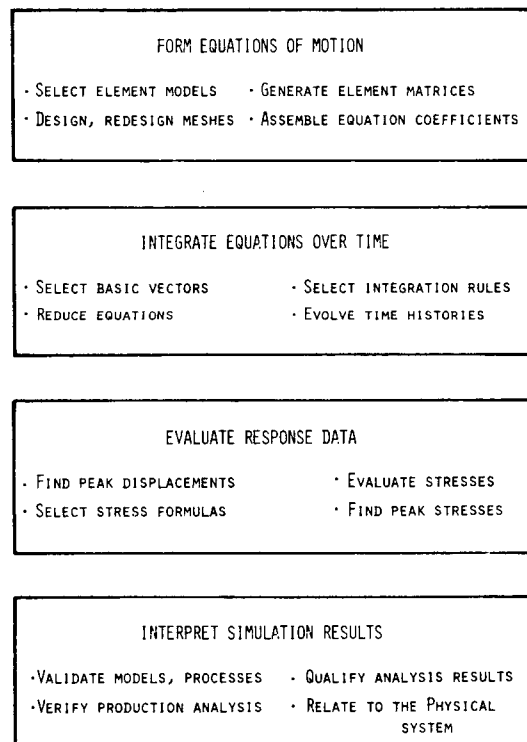 FORM EQUATIONS OF MOTION
· SELECT ELEMENT MODELS · GENERATE ELEMENT MATRICES
· DESIGN, REDESIGN MESHES · ASSEMBLE EQUATION COEFFICIENTS
INTEGRATE EQUATIONS OVER TIME
· SELECT BASIC VECTORS · SELECT INTEGRATION RULES
· REDUCE EQUATIONS · EVOLVE TIME HISTORIES
EVALUATE RESPONSE DATA
· FIND PEAK DISPLACEMENTS · EVALUATE STRESSES
· SELECT STRESS FORMULAS · FIND PEAK STRESSES
INTERPRET SIMULATION RESULTS
·VALIDATE MODELS, PROCESSES · QUALIFY ANALYSIS RESULTS
·VERIFY PRODUCTION ANALYSIS · RELATE TO THE PHYSICAL
SYSTEM